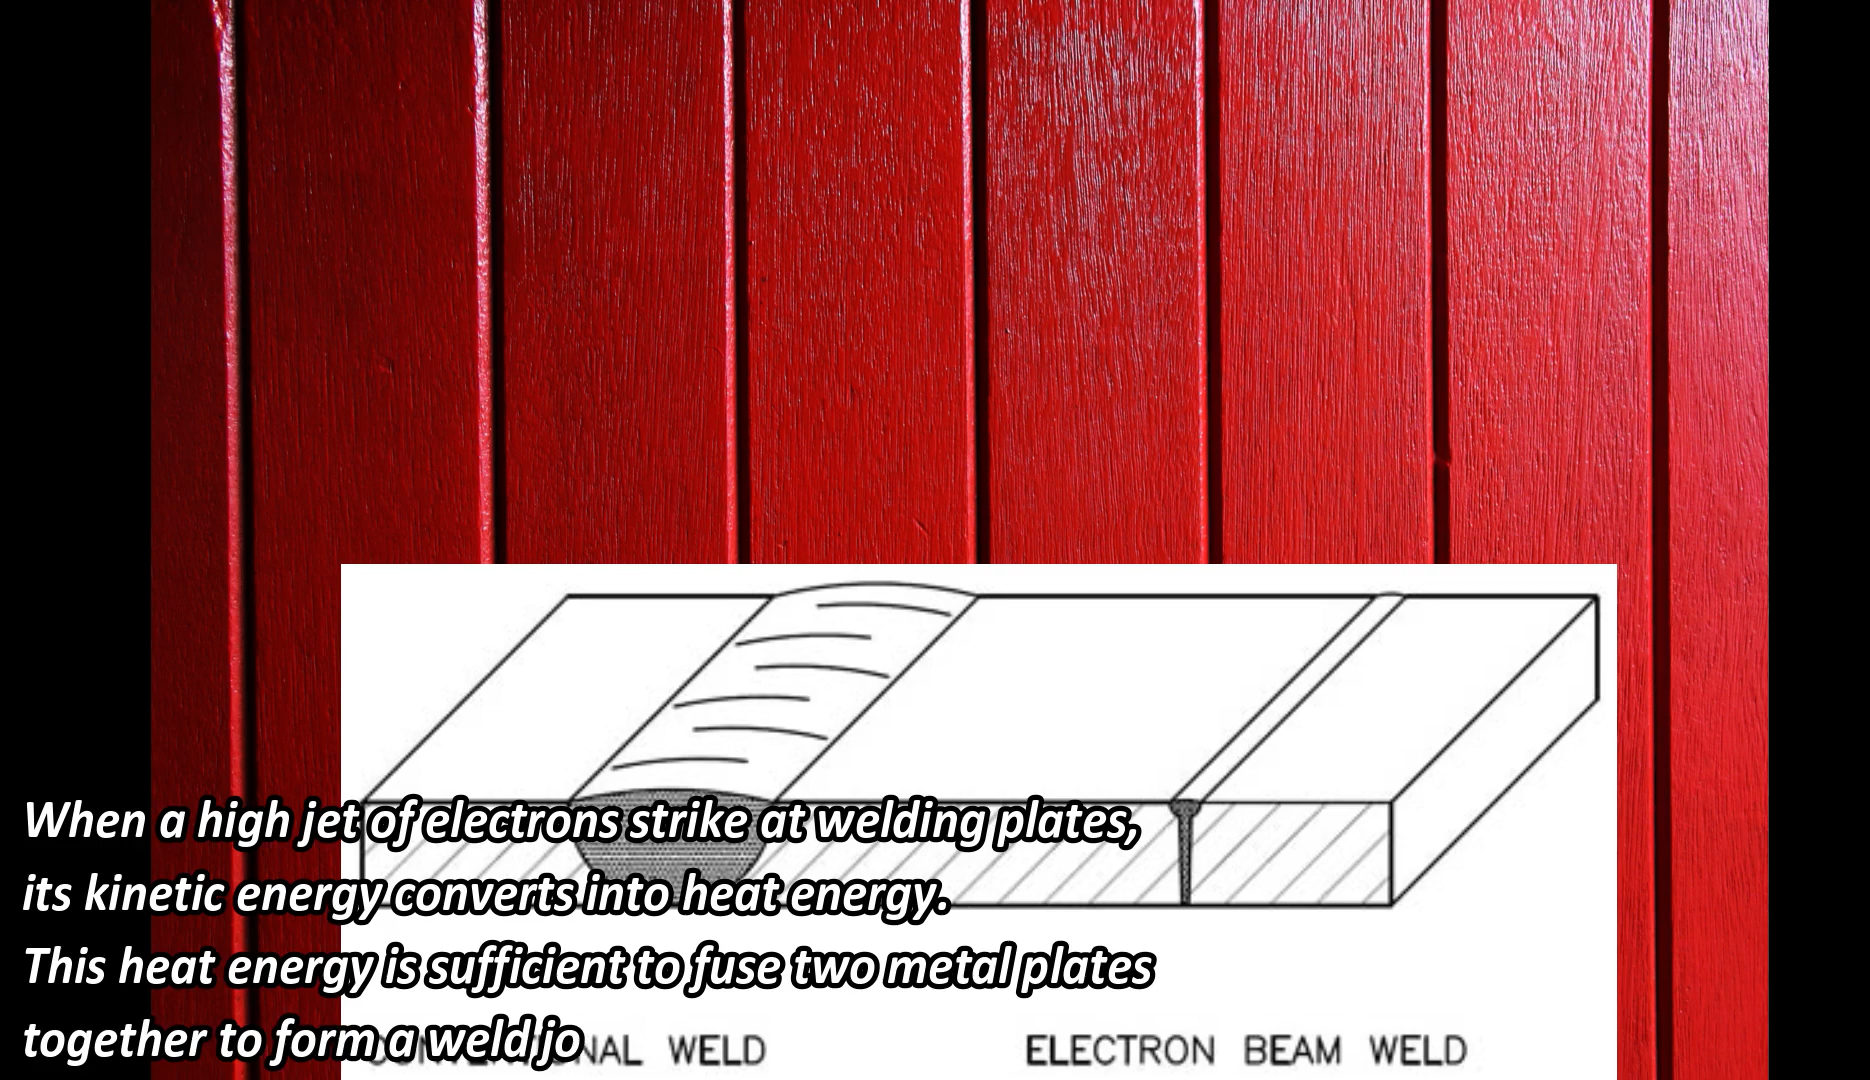 When a high jet of electrons strike at welding plates,
its kinetic energy converts into heat energy.
This heat energy is sufficient to fuse two metal plates
together to form a weld jo
WELD
ELECTRON BEAM WELD